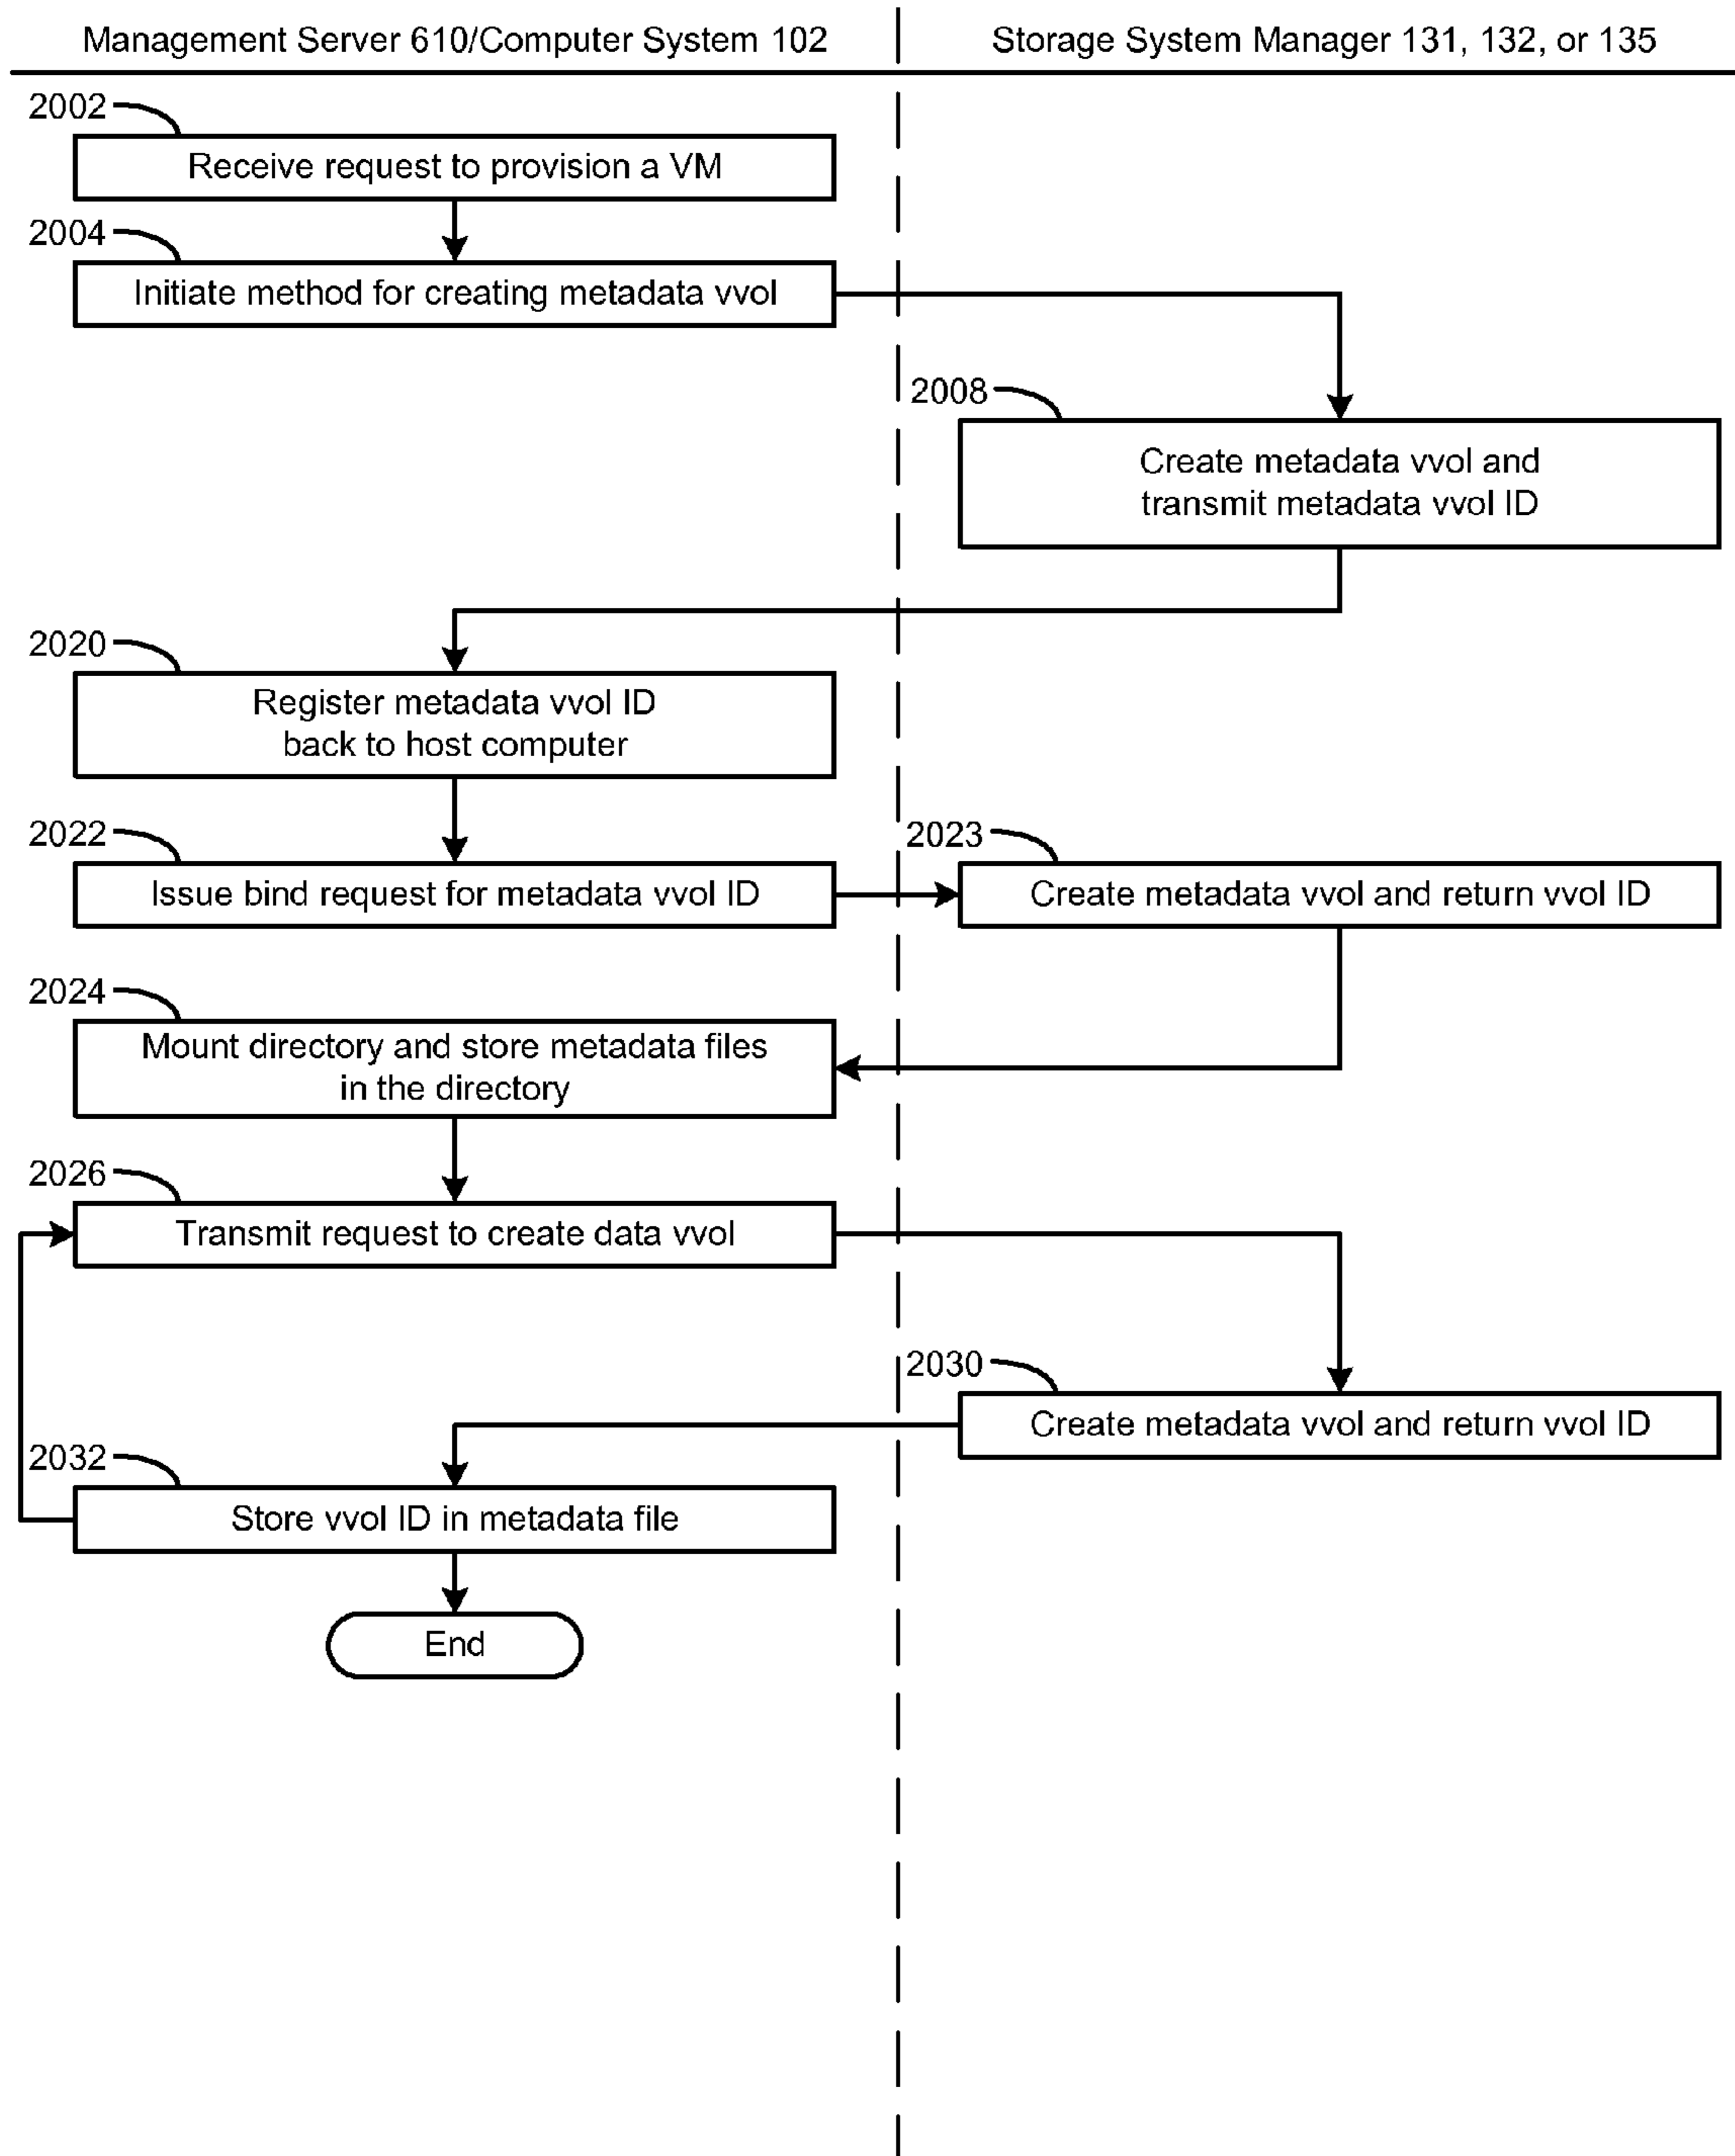 Management Server 610/Computer System 102
Storage System Manager 131, 132, or 135
2002
Receive request to provision a VM
2004
Initiate method for creating metadata vvol
2008
Create metadata vvol and
transmit metadata vvol ID
2020
Register metadata vvol ID
back to host computer
2022
Issue bind request for metadata vvol ID
2023
Create metadata vvol and return vvol ID
2024
Mount directory and store metadata files
in the directory
2026
Transmit request to create data vvol
2030
Create metadata vvol and return vvol ID
2032
Store vvol ID in metadata file
End